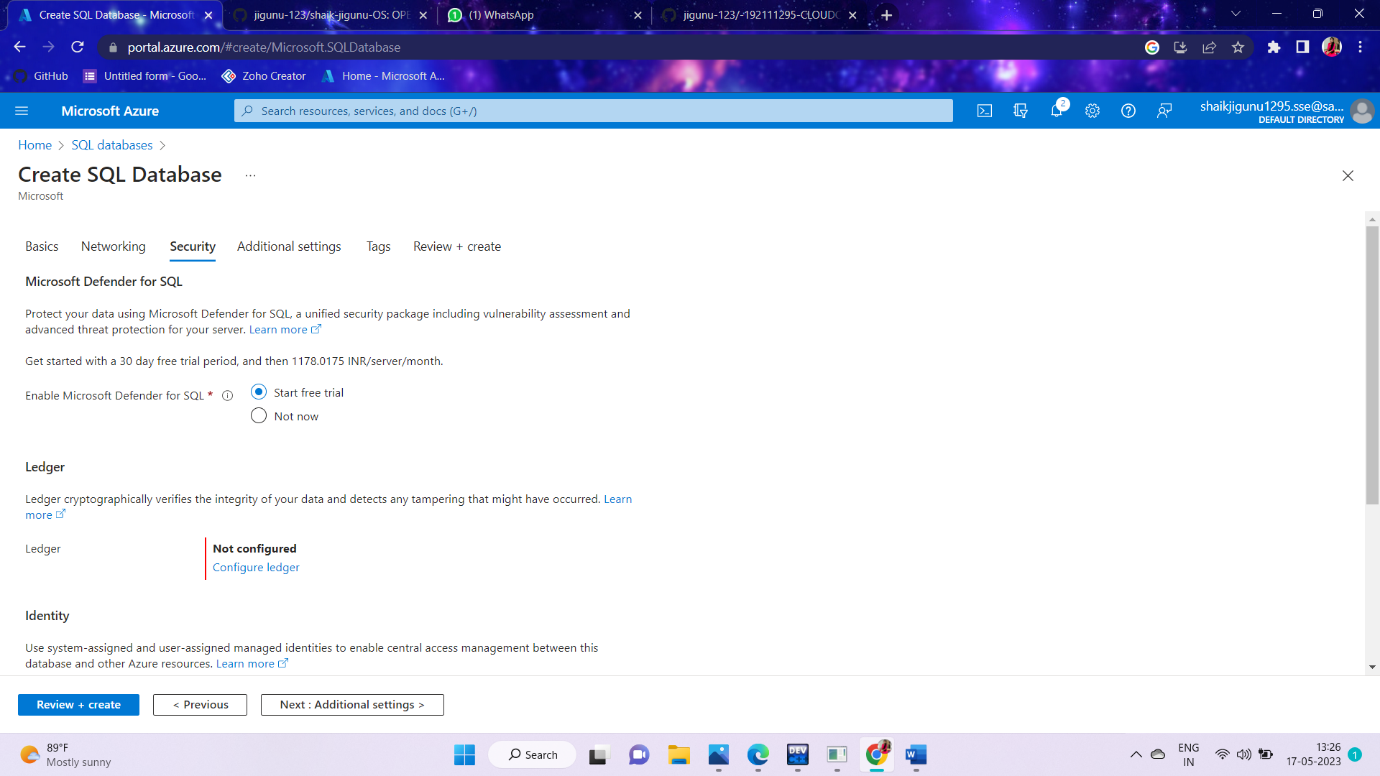 Create SQL Database - Microsoft
jigunu-123/shaik-jigunu-OS: OPE
(1) WhatsApp
jigunu-123/-192111295-CLOUDC
portal.azure.com/#create/Microsoft.SQLDatabase
GitHub
Untitled form - Goo...
Zoho Creator
Home - Microsoft A...
Microsoft Azure
Search resources, services, and docs (G+/)
2
shaikjigunu1295.sse@sa...
DEFAULT DIRECTORY
Home > SQL databases >
Create SQL Database ...
Microsoft
Basics Networking Security Additional settings Tags Review + create
Microsoft Defender for SQL
Protect your data using Microsoft Defender for SQL, a unified security package including vulnerability assessment and
advanced threat protection for your server. Learn more
Get started with a 30 day free trial period, and then 1178.0175 INR/server/month.
Enable Microsoft Defender for SQL *
Start free trial
Not now
Ledger
Ledger cryptographically verifies the integrity of your data and detects any tampering that might have occurred. Learn
more
Ledger
Not configured
Configure ledger
Identity
Use system-assigned and user-assigned managed identities to enable central access management between this
database and other Azure resources. Learn more
Review + create
< Previous
Next : Additional settings >
89°F
Mostly sunny
Search
DEV
ENG
IN
13:26
17-05-2023
1